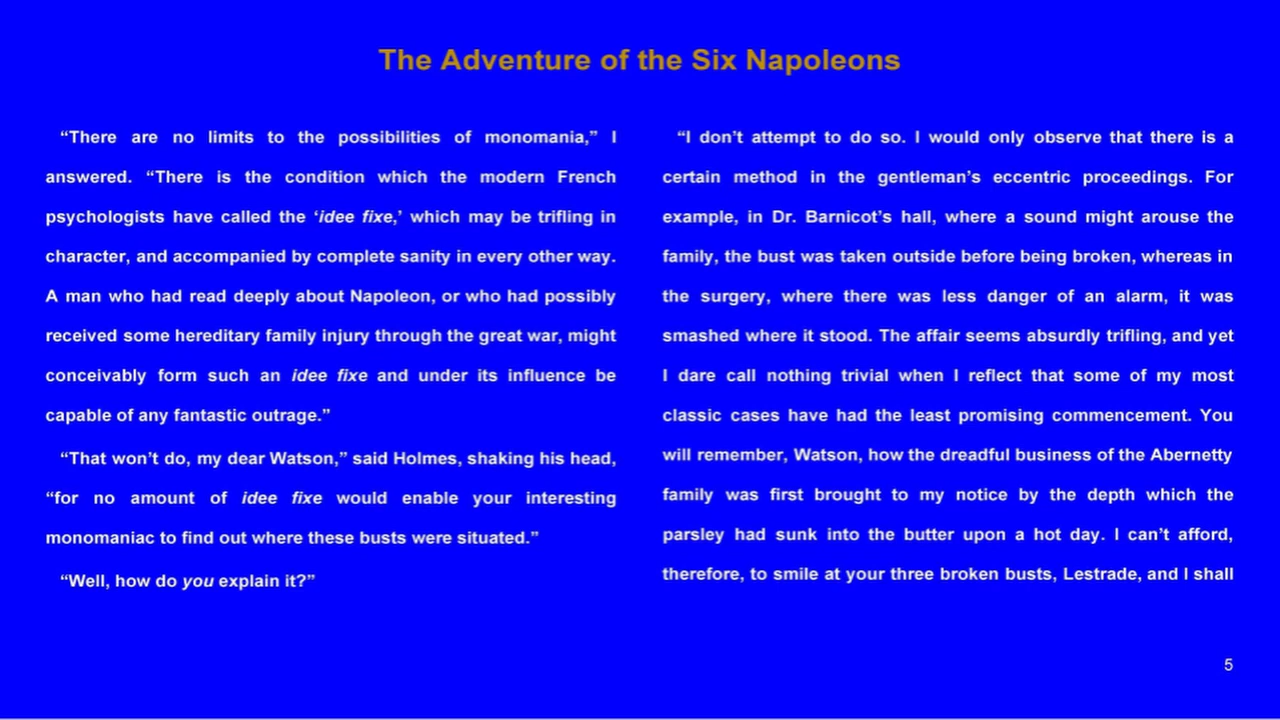 The Adventure of the Six Napoleons
“There are no limits to the possibilities of monomania,” I
answered. “There is the condition which the modern French
psychologists have called the ‘idee fixe,’ which may be trifling in
character, and accompanied by complete sanity in every other way.
A man who had read deeply about Napoleon, or who had possibly
received some hereditary family injury through the great war, might
conceivably form such an idee fixe and under its influence be
capable of any fantastic outrage.”
“That won’t do, my dear Watson,” said Holmes, shaking his head,
“for no amount of idee fixe would enable your interesting
monomaniac to find out where these busts were situated.”
“Well, how do you explain it?”
“I don’t attempt to do so. I would only observe that there is a
certain method in the gentleman’s eccentric proceedings. For
example, in Dr. Barnicot’s hall, where a sound might arouse the
family, the bust was taken outside before being broken, whereas in
the surgery, where there was less danger of an alarm, it was
smashed where it stood. The affair seems absurdly trifling, and yet
I dare call nothing trivial when I reflect that some of my most
classic cases have had the least promising commencement. You
will remember, Watson, how the dreadful business of the Abernetty
family was first brought to my notice by the depth which the
parsley had sunk into the butter upon a hot day. I can’t afford,
therefore, to smile at your three broken busts, Lestrade, and I shall
5